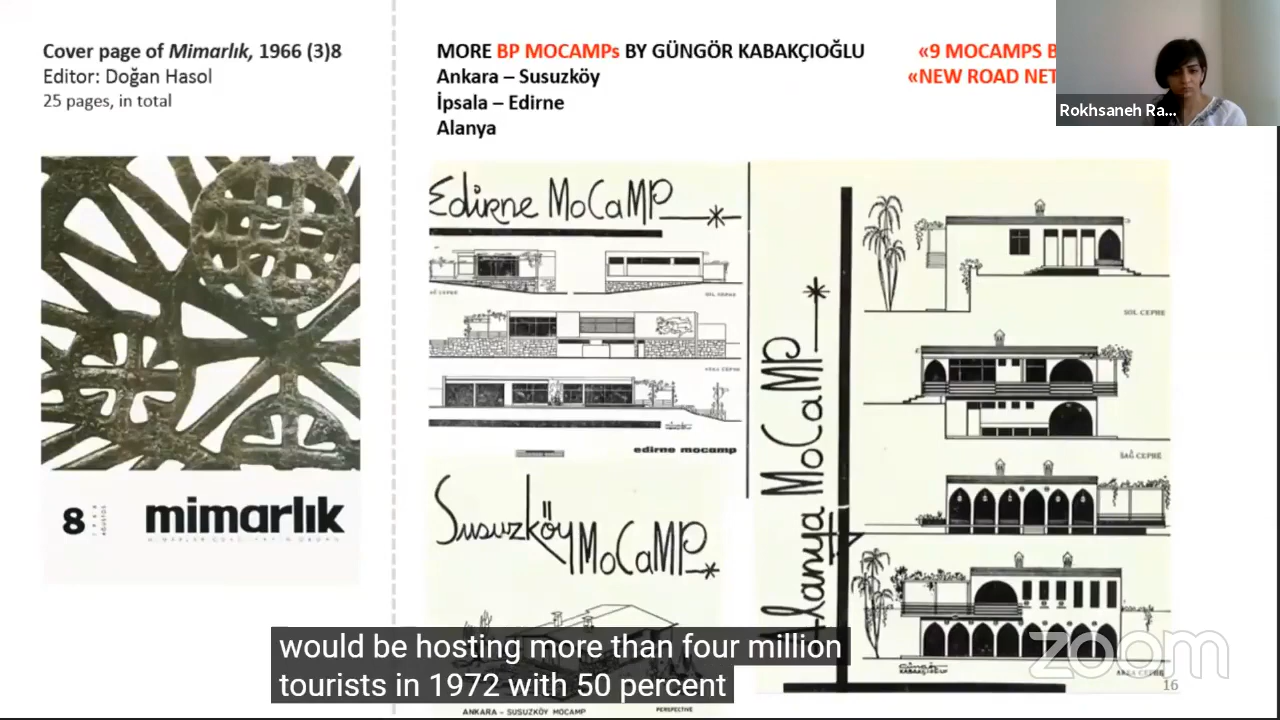 Cover page of Mimarlık, 1966 (3)8
Editor: Doğan Hasol
25 pages, in total
MORE BP MOCAMPs BY GÜNGÖR KABAKÇIOĞLU
Ankara – Susuzköy
İpsala – Edirne
Alanya
«9 MOCAMPS B
«NEW ROAD NET
Rokhsaneh Ra...
8
mimarlık
Edirne MoCaMP
edirne mocamp
Susuzköy MoCaMP
ANKARA - SUSUZKÖY MOCAMP
PERSPECTIVE
Alanya MoCaMP
SOL CEPHE
SAĞ CEPHE
ARKA CEPHE
zoom
16
would be hosting more than four million
tourists in 1972 with 50 percent